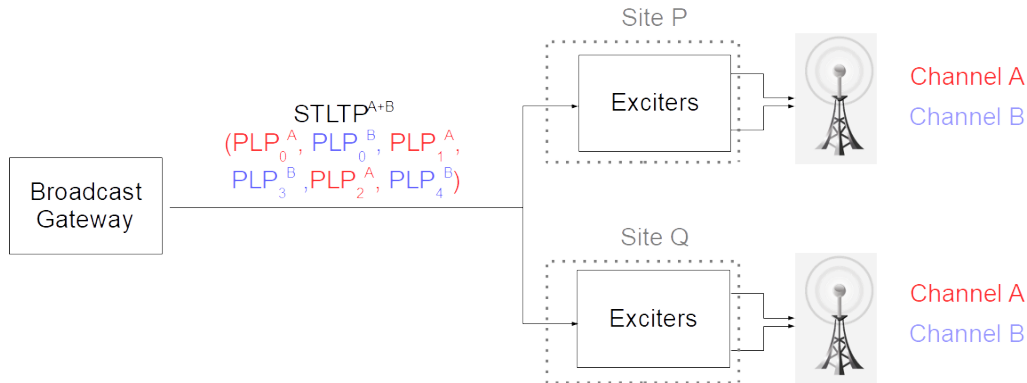 Site P
Exciters
Channel A
Channel B
STLTP^A+B
(PLP_0^A, PLP_0^B, PLP_1^A,
PLP_3^B ,PLP_2^A, PLP_4^B)
Broadcast
Gateway
Site Q
Exciters
Channel A
Channel B